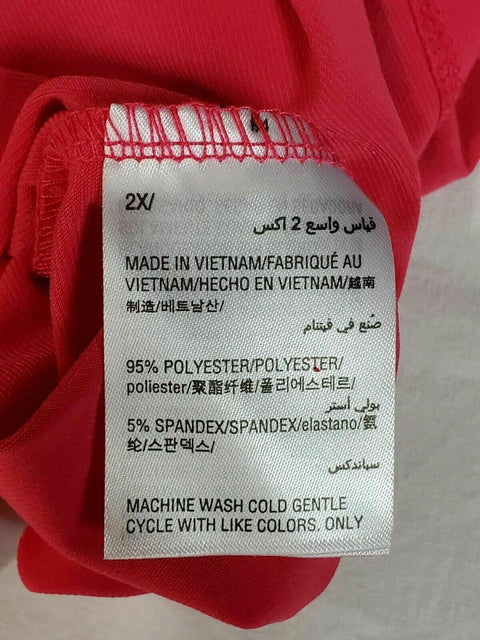 2X/
قياس واسع 2 اكس
MADE IN VIETNAM/FABRIQUÉ AU
VIETNAM/HECHO EN VIETNAM/越南
制造/베트남산/
صُنع في فيتنام
95% POLYESTER/POLYESTER/
poliester/聚酯纤维/폴리에스테르/
بولي أستر
5% SPANDEX/SPANDEX/elastano/氨
纶/스판덱스/
سباندكس
MACHINE WASH COLD GENTLE
CYCLE WITH LIKE COLORS. ONLY